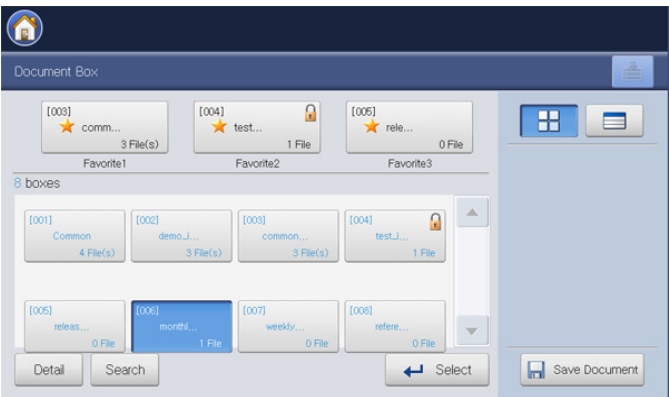 Document Box
[003]
comm...
3 File(s)
[004]
test...
1 File
[005]
rele...
0 File
Favorite1
Favorite2
Favorite3
8 boxes
[001]
Common
4 File(s)
[002]
demo_i...
3 File(s)
[003]
common...
3 File(s)
[004]
test_i...
1 File
[005]
releas...
0 File
[006]
monthl...
1 File
[007]
weekly...
0 File
[008]
refere...
0 File
Detail
Search
Select
Save Document